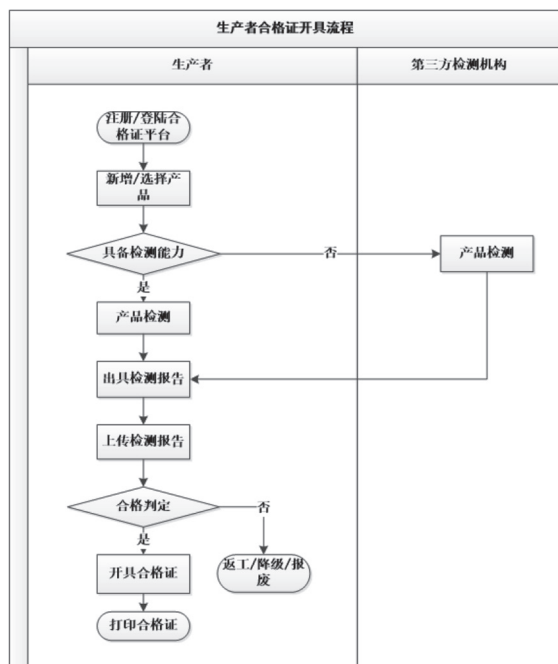 生产者合格证开具流程
生产者
第三方检测机构
注册/登陆合
格证平台
新增/选择产
品
具备检测能力
否
产品检测
是
产品检测
出具检测报告
上传检测报告
合格判定
否
是
开具合格证
返工/降级/报
废
打印合格证